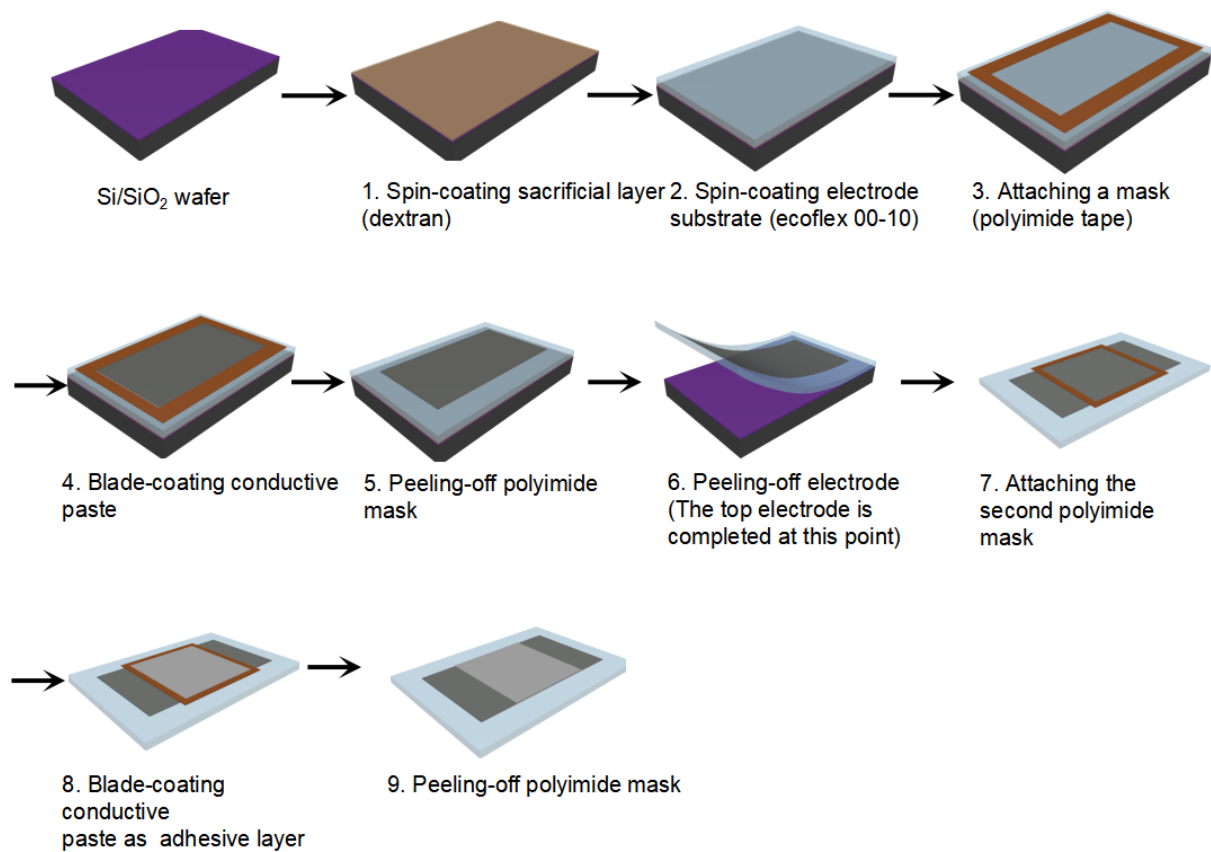 Si/SiO₂ wafer
1. Spin-coating sacrificial layer
(dextran)
2. Spin-coating electrode
substrate (ecoflex 00-10)
3. Attaching a mask
(polyimide tape)
4. Blade-coating conductive
paste
5. Peeling-off polyimide
mask
6. Peeling-off electrode
(The top electrode is
completed at this point)
7. Attaching the
second polyimide
mask
8. Blade-coating
conductive
paste as  adhesive layer
9. Peeling-off polyimide mask